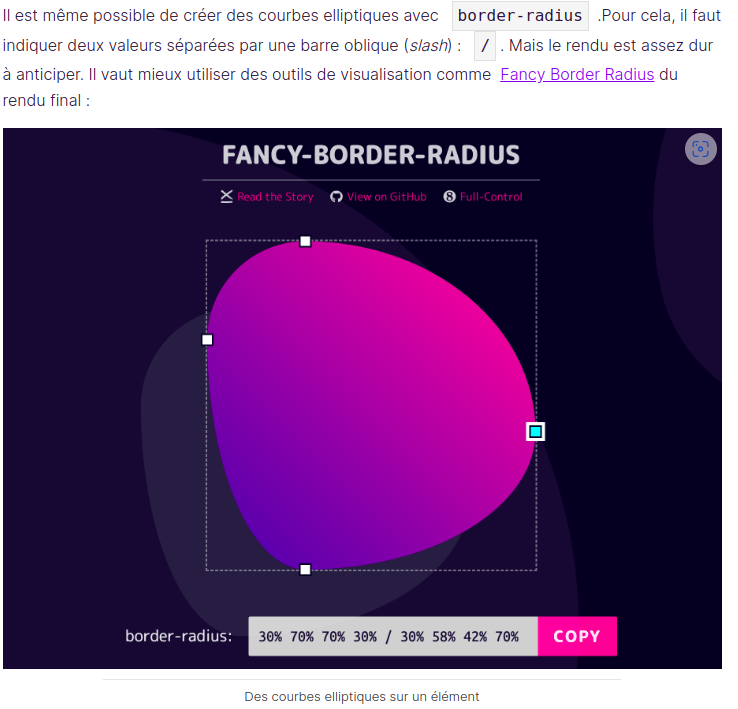 Il est même possible de créer des courbes elliptiques avec border-radius .Pour cela, il faut
indiquer deux valeurs séparées par une barre oblique (slash) : / . Mais le rendu est assez dur
à anticiper. Il vaut mieux utiliser des outils de visualisation comme Fancy Border Radius du
rendu final :
FANCY-BORDER-RADIUS
Read the Story View on GitHub Full-Control
border-radius: 30% 70% 70% 30% / 30% 58% 42% 70% COPY
Des courbes elliptiques sur un élément